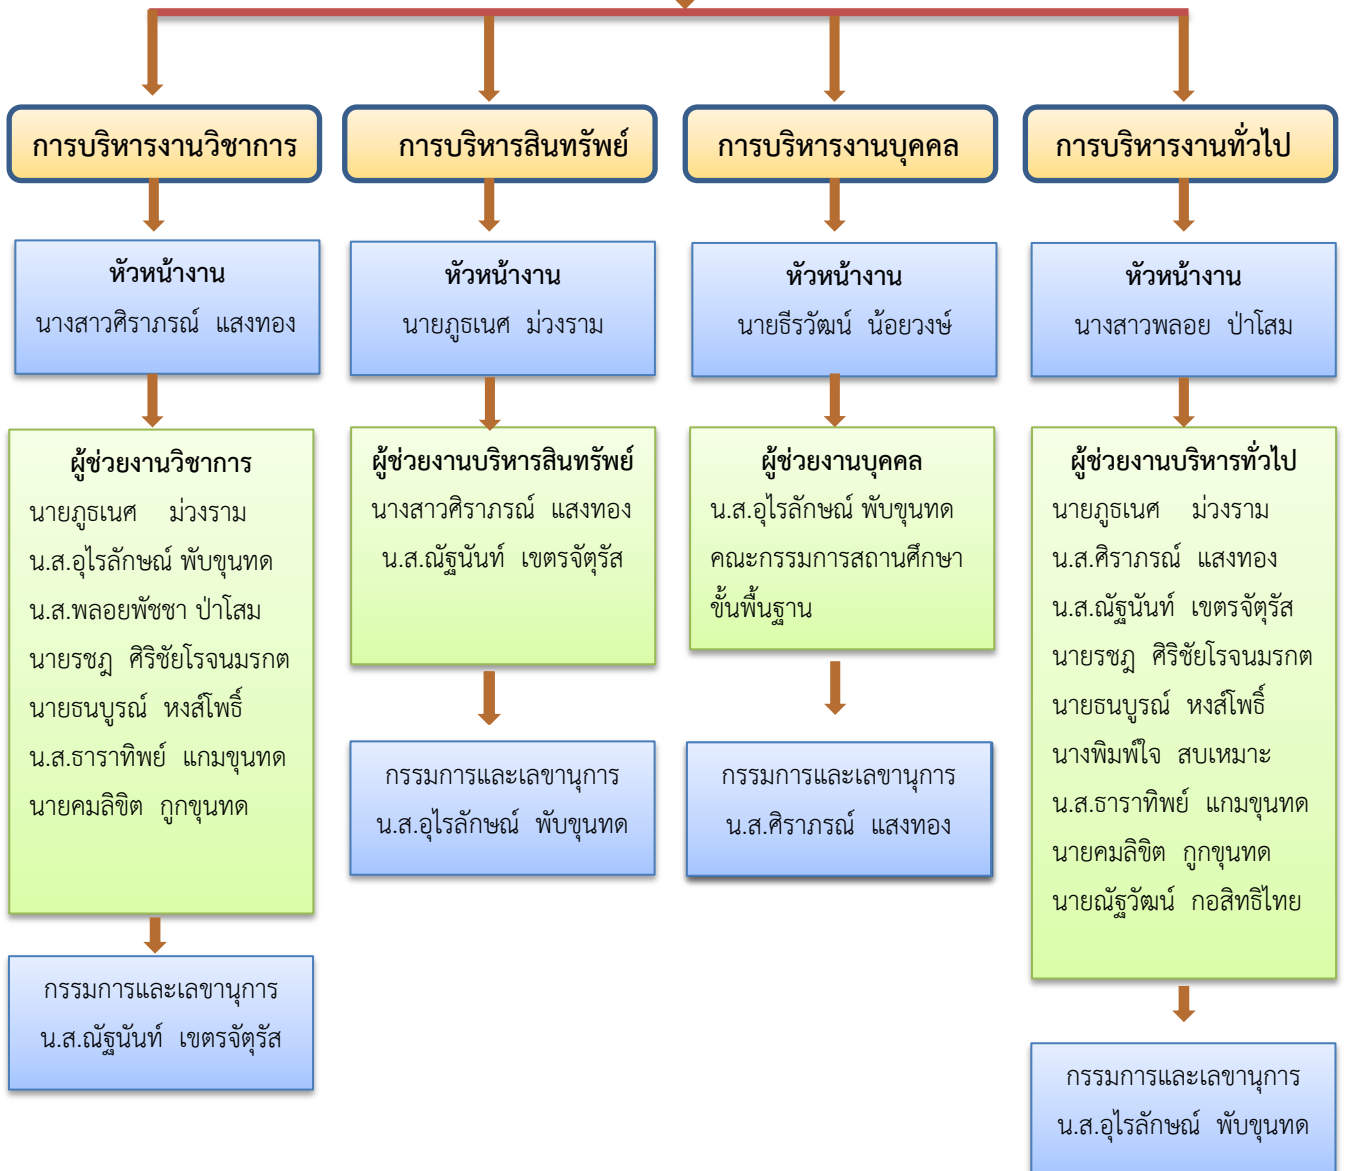 การบริหารงานวิชาการ
หัวหน้างาน
นางสาวศิราภรณ์ แสงทอง
ผู้ช่วยงานวิชาการ
นายภูธเนศ ม่วงราม
น.ส.อุไรลักษณ์ พับขุนทด
น.ส.พลอยพัชชา ป่าโสม
นายรชฎ ศิริชัยโรจนมรกต
นายธนบูรณ์ หงส์โพธิ์
น.ส.ธาราทิพย์ แกมขุนทด
นายคมลิขิต กูกขุนทด
กรรมการและเลขานุการ
น.ส.ณัฐนันท์ เขตรจัตุรัส
การบริหารสินทรัพย์
หัวหน้างาน
นายภูธเนศ ม่วงราม
ผู้ช่วยงานบริหารสินทรัพย์
นางสาวศิราภรณ์ แสงทอง
น.ส.ณัฐนันท์ เขตรจัตุรัส
กรรมการและเลขานุการ
น.ส.อุไรลักษณ์ พับขุนทด
การบริหารงานบุคคล
หัวหน้างาน
นายธีรวัฒน์ น้อยวงษ์
ผู้ช่วยงานบุคคล
น.ส.อุไรลักษณ์ พับขุนทด
คณะกรรมการสถานศึกษา
ขั้นพื้นฐาน
กรรมการและเลขานุการ
น.ส.ศิราภรณ์ แสงทอง
การบริหารงานทั่วไป
หัวหน้างาน
นางสาวพลอย ป่าโสม
ผู้ช่วยงานบริหารทั่วไป
นายภูธเนศ ม่วงราม
น.ส.ศิราภรณ์ แสงทอง
น.ส.ณัฐนันท์ เขตรจัตุรัส
นายรชฎ ศิริชัยโรจนมรกต
นายธนบูรณ์ หงส์โพธิ์
นางพิมพ์ใจ สบเหมาะ
น.ส.ธาราทิพย์ แกมขุนทด
นายคมลิขิต กูกขุนทด
นายณัฐวัฒน์ กอสิทธิไทย
กรรมการและเลขานุการ
น.ส.อุไรลักษณ์ พับขุนทด